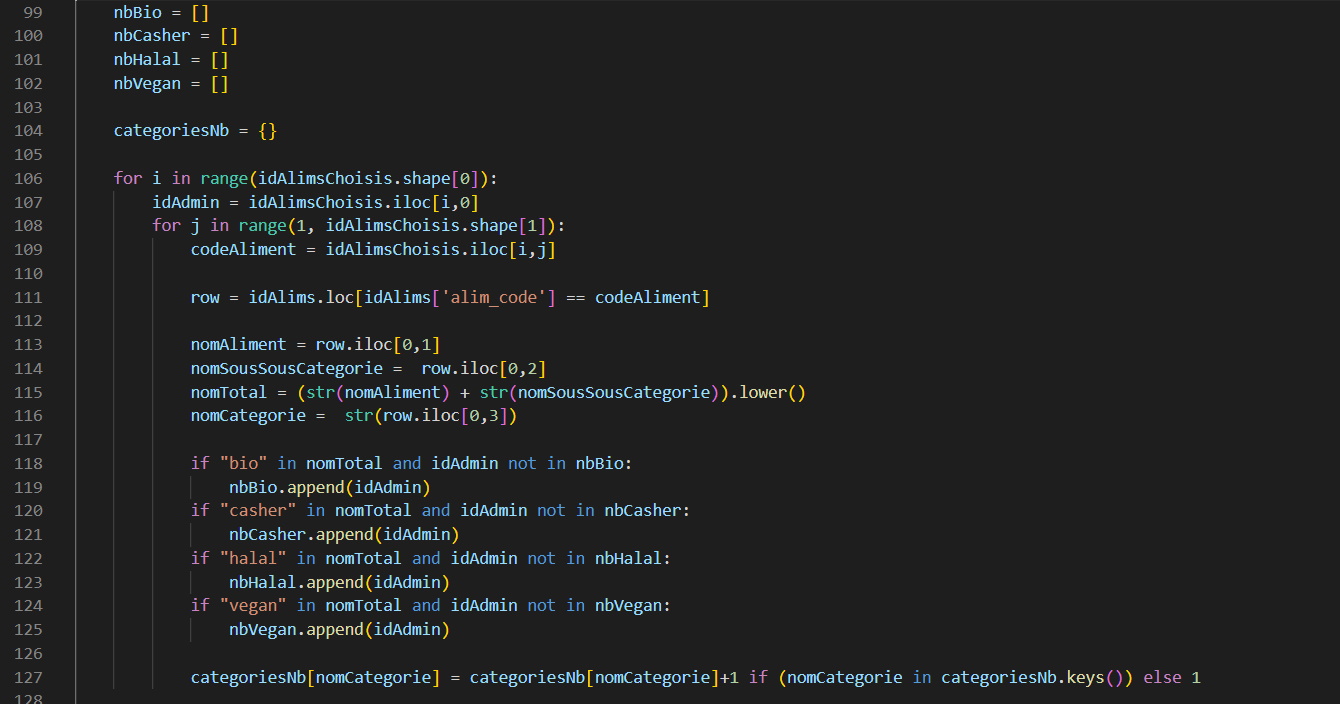 99 nbBio = []
100 nbCasher = []
101 nbHalal = []
102 nbVegan = []
103
104 categoriesNb = {}
105
106 for i in range(idAlimsChoisis.shape[0]):
107 idAdmin = idAlimsChoisis.iloc[i,0]
108 for j in range(1, idAlimsChoisis.shape[1]):
109 codeAliment = idAlimsChoisis.iloc[i,j]
110
111 row = idAlims.loc[idAlims['alim_code'] == codeAliment]
112
113 nomAliment = row.iloc[0,1]
114 nomSousSousCategorie =  row.iloc[0,2]
115 nomTotal = (str(nomAliment) + str(nomSousSousCategorie)).lower()
116 nomCategorie =  str(row.iloc[0,3])
117
118 if "bio" in nomTotal and idAdmin not in nbBio:
119 nbBio.append(idAdmin)
120 if "casher" in nomTotal and idAdmin not in nbCasher:
121 nbCasher.append(idAdmin)
122 if "halal" in nomTotal and idAdmin not in nbHalal:
123 nbHalal.append(idAdmin)
124 if "vegan" in nomTotal and idAdmin not in nbVegan:
125 nbVegan.append(idAdmin)
126
127 categoriesNb[nomCategorie] = categoriesNb[nomCategorie]+1 if (nomCategorie in categoriesNb.keys()) else 1
128